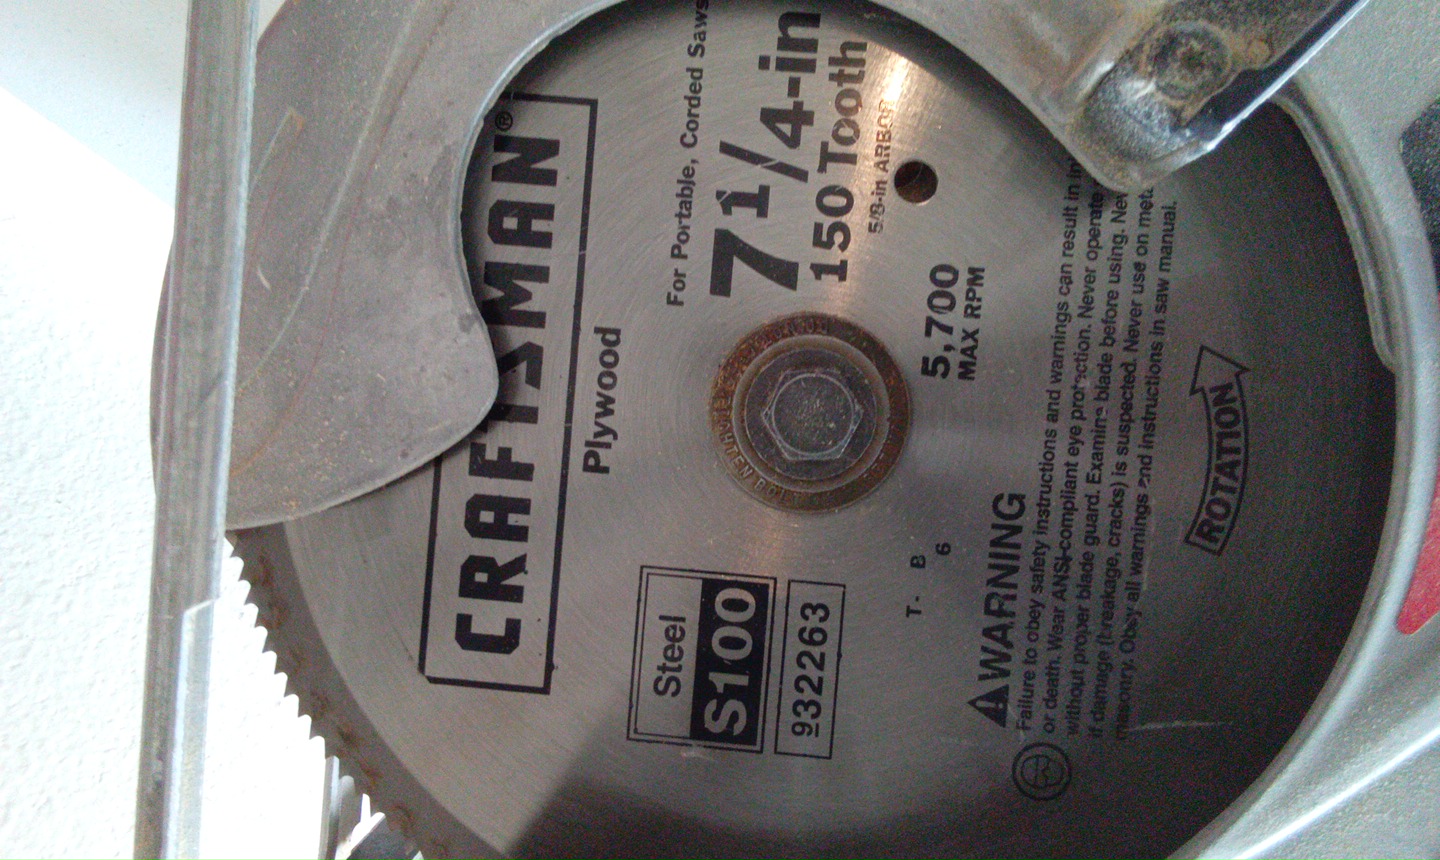 CRAFTSMAN®
Plywood
For Portable, Corded Saws
7 1/4-in
150 Tooth
5/8-in ARBOR
Steel
S100
932263
5,700
MAX RPM
T- B
6
WARNING
Failure to obey safety instructions and warnings can result in
or death. Wear ANSI-compliant eye protection. Never operate
without proper blade guard. Examine blade before using.
if damage (breakage, cracks) is suspected. Never use on
masonry. Obey all warnings and instructions in saw manual.
ROTATION
TIGHTEN BOLT